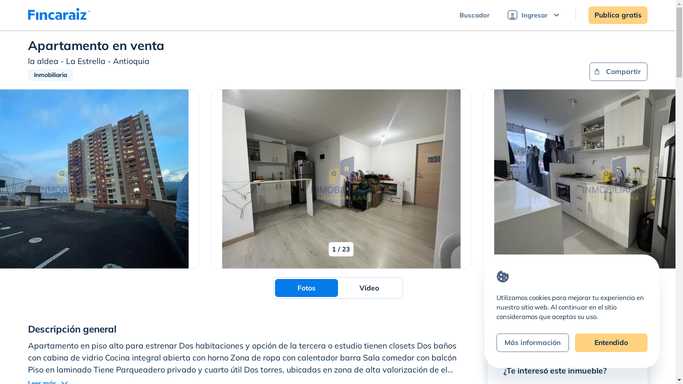 Fincaraiz
Buscador
Ingresar
Publica gratis
Apartamento en venta
la aldea - La Estrella - Antioquia
Inmobiliaria
Compartir
1 / 23
Fotos
Video
Descripción general
Apartamento en piso alto para estrenar Dos habitaciones y opción de la tercera o estudio tienen closets Dos baños
con cabina de vidrio Cocina integral abierta con horno Zona de ropa con calentador barra Sala comedor con balcón
Piso en laminado Tiene Parqueadero privado y cuarto útil Dos torres, ubicadas en zona de alta valorización de el...
Leer más
Utilizamos cookies para mejorar tu experiencia en
nuestro sitio web. Al continuar en el sitio
consideramos que aceptas su uso.
Más información
Entendido
¿Te interesó este inmueble?